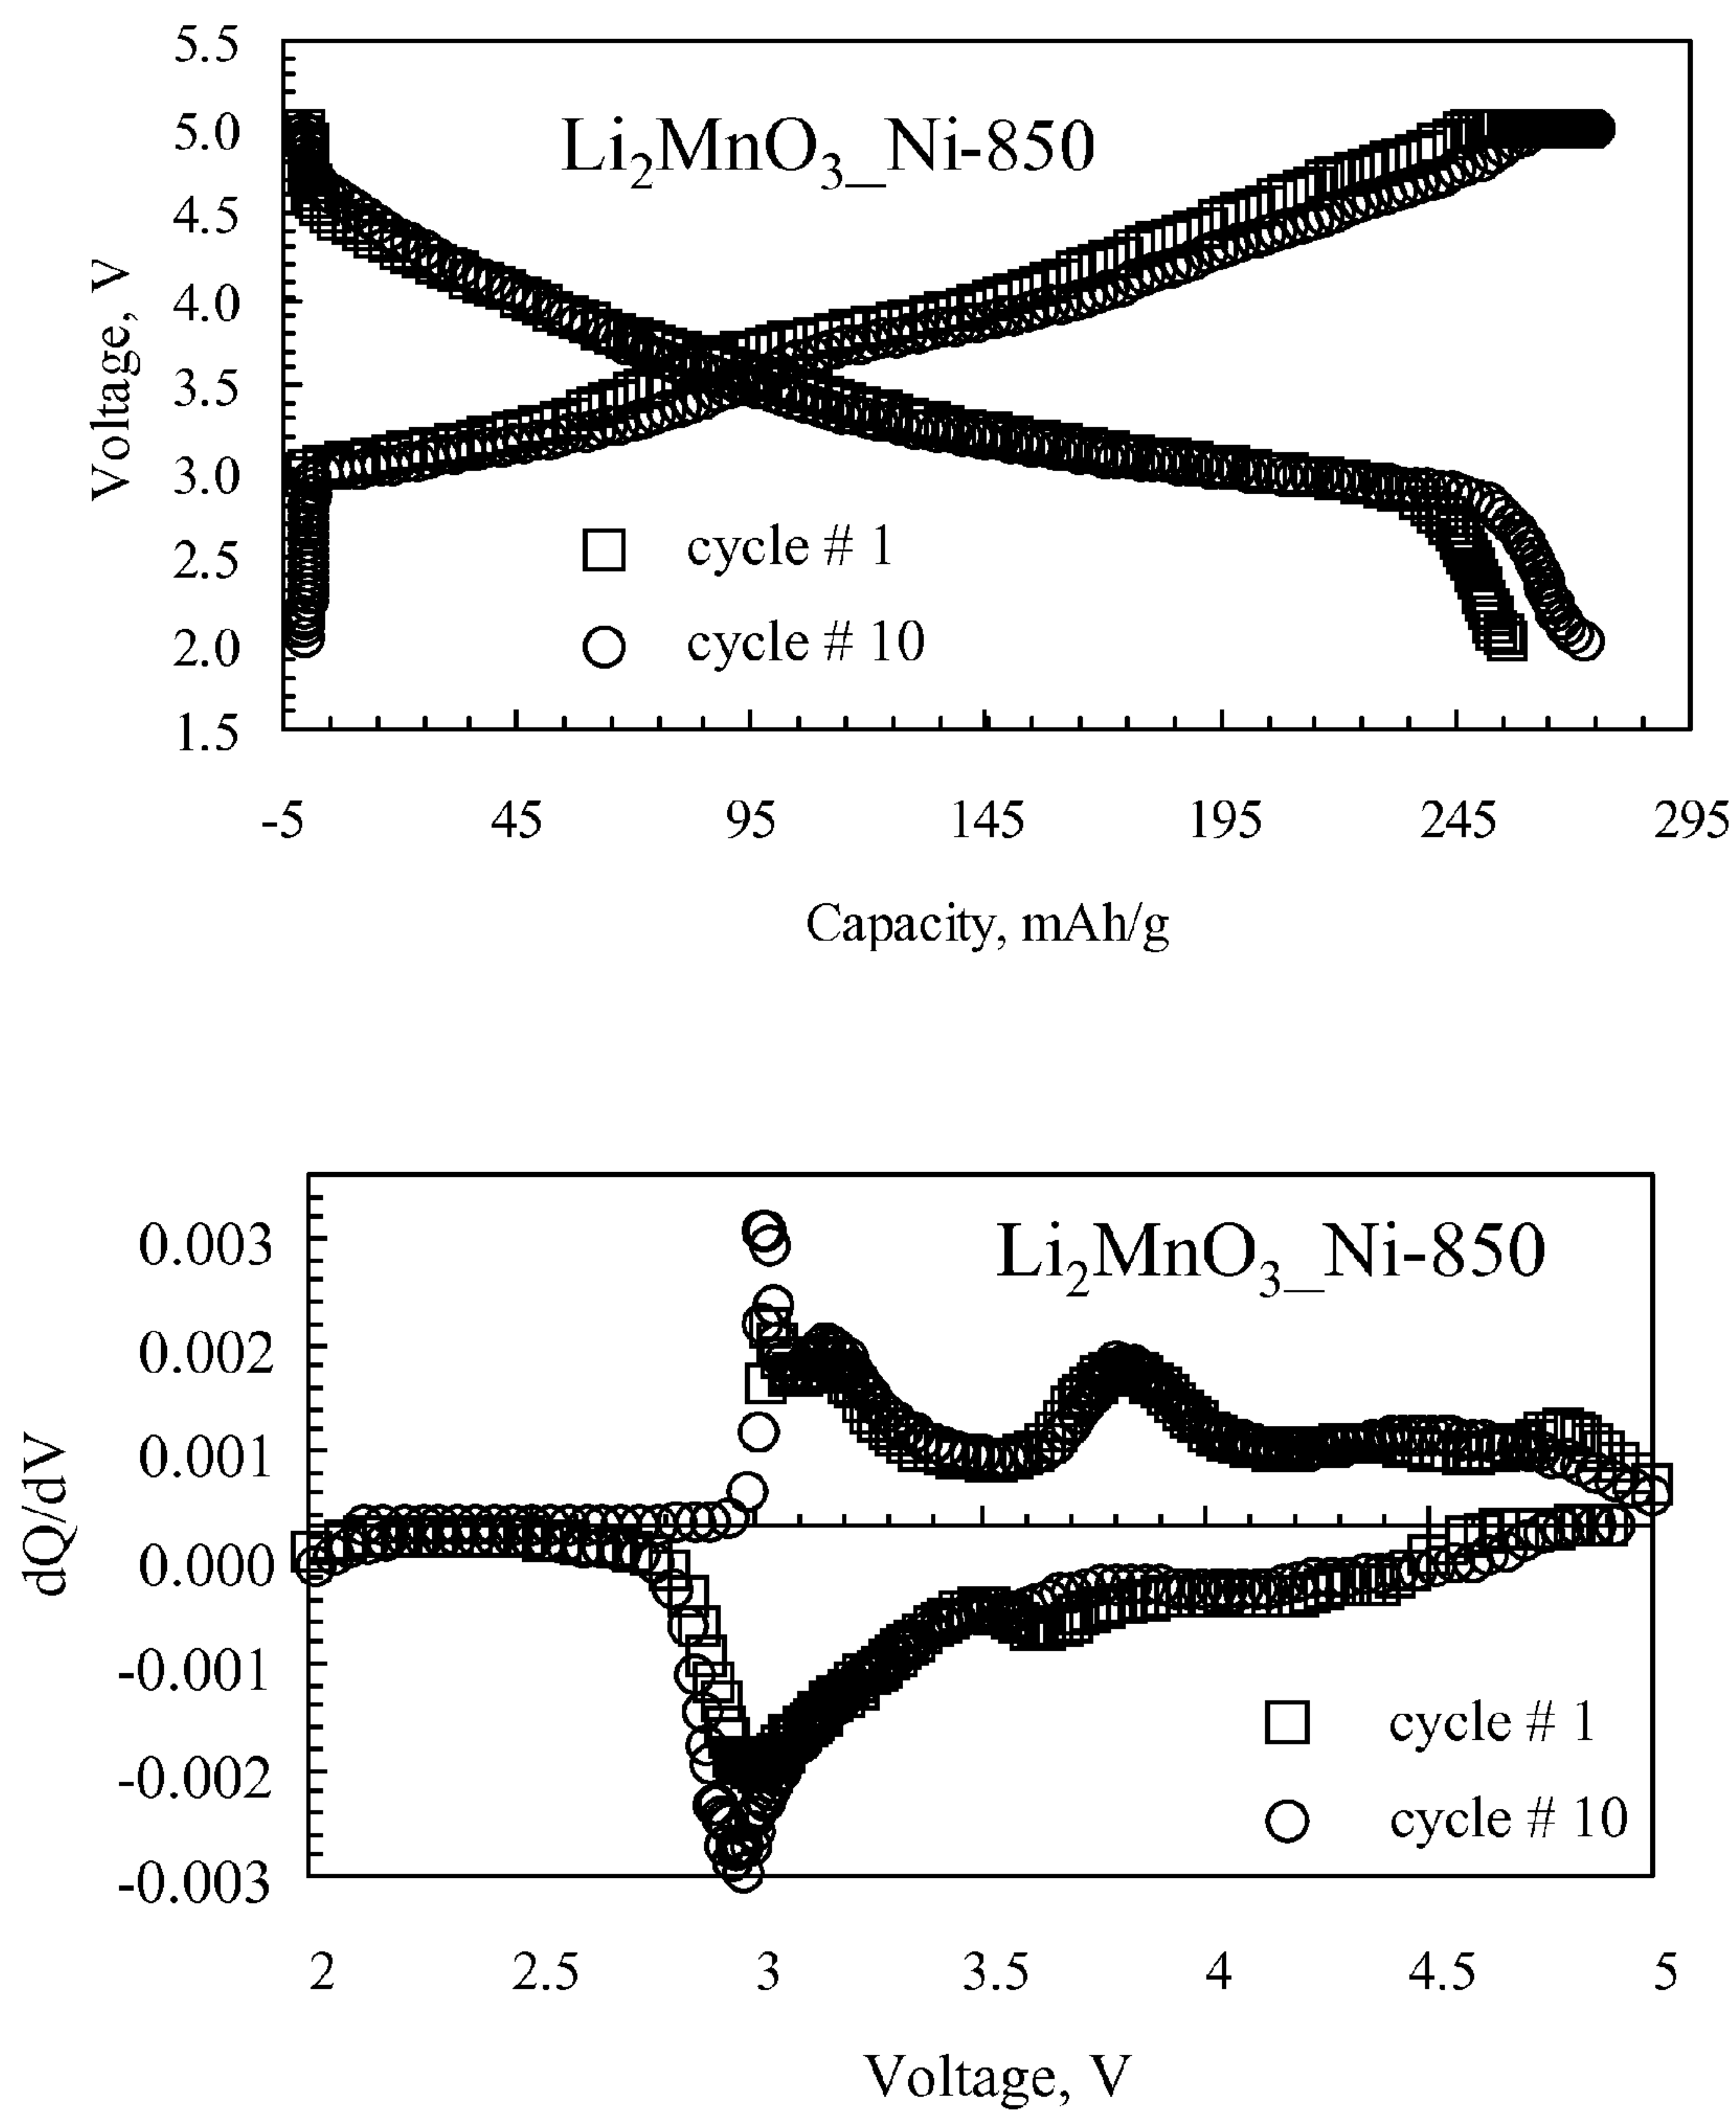 5.5
5.0
4.5
4.0
3.5
3.0
2.5
2.0
1.5
Voltage, V
Li₂MnO₃_Ni-850
cycle # 1
cycle # 10
-5 45 95 145 195 245 295
Capacity, mAh/g
0.003
0.002
0.001
0.000
-0.001
-0.002
-0.003
dQ/dV
Li₂MnO₃_Ni-850
cycle # 1
cycle # 10
2 2.5 3 3.5 4 4.5 5
Voltage, V